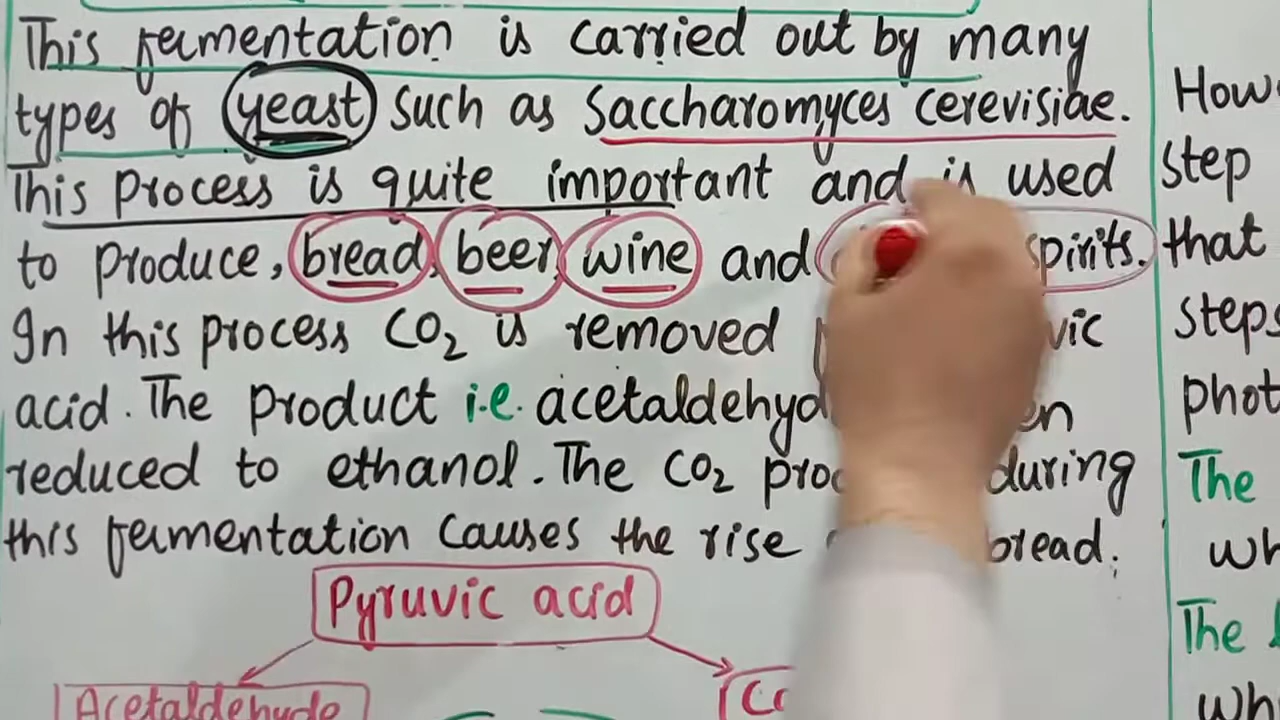 This fermentation is carried out by many
types of yeast such as Saccharomyces cerevisiae.
This process is quite important and is used
to produce, bread, beer, wine and spirits.
In this process CO2 is removed
acid. The product i.e. acetaldehyd
reduced to ethanol. The CO2 during
this fermentation causes the rise bread.
Pyruvic acid
Acetaldehyde
How
step
that
steps
phot
The
wh
The
wh